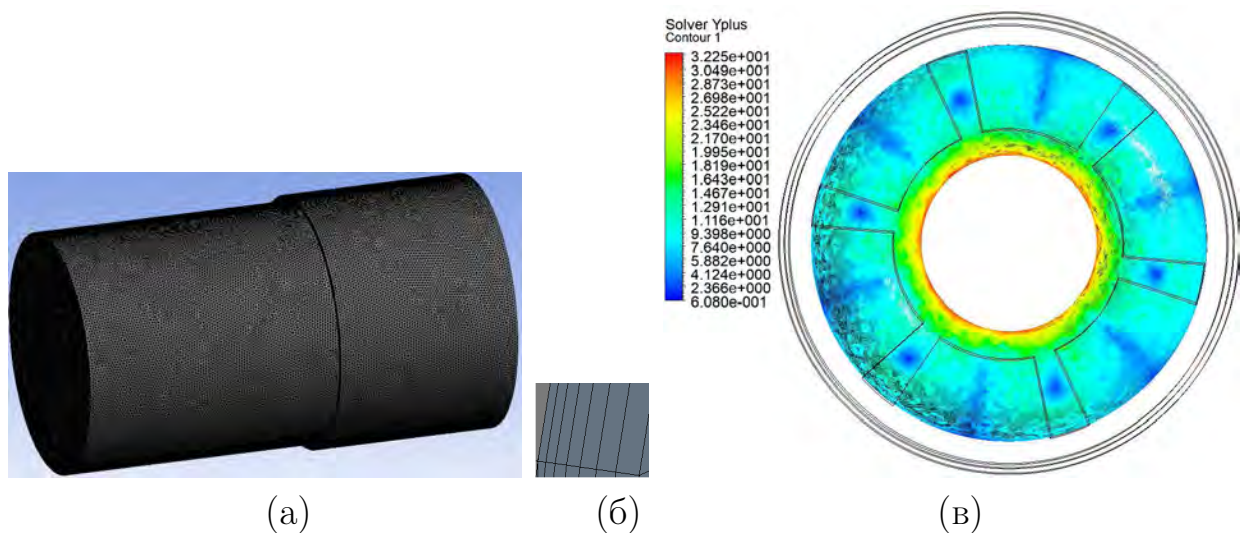 Solver Yplus
Contour 1
3.225e+001
3.049e+001
2.873e+001
2.698e+001
2.522e+001
2.346e+001
2.170e+001
1.995e+001
1.819e+001
1.643e+001
1.467e+001
1.291e+001
1.116e+001
9.398e+000
7.640e+000
5.882e+000
4.124e+000
2.366e+000
6.080e-001
(а)
(б)
(в)